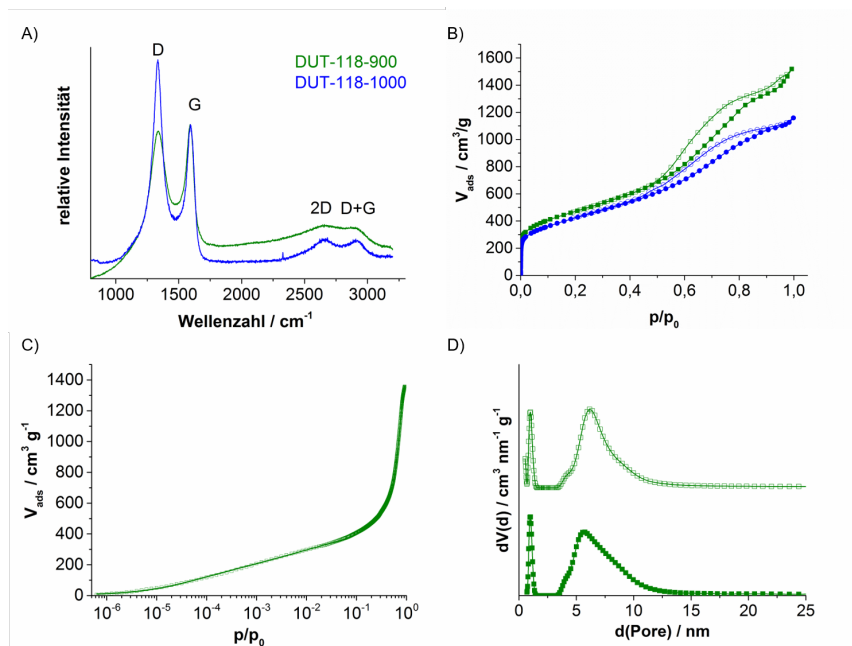 A)
D
G
2D
D+G
DUT-118-900
DUT-118-1000
relative Intensität
1000
1500
2000
2500
3000
Wellenzahl / cm⁻¹
B)
1600
1400
1200
1000
800
600
400
200
0
V_ads / cm³/g
0,0
0,2
0,4
0,6
0,8
1,0
p/p₀
C)
1400
1200
1000
800
600
400
200
0
V_ads / cm³ g⁻¹
10⁻⁶
10⁻⁵
10⁻⁴
10⁻³
10⁻²
10⁻¹
10⁰
p/p₀
D)
dV(d) / cm³ nm⁻¹ g⁻¹
0
5
10
15
20
25
d(Pore) / nm